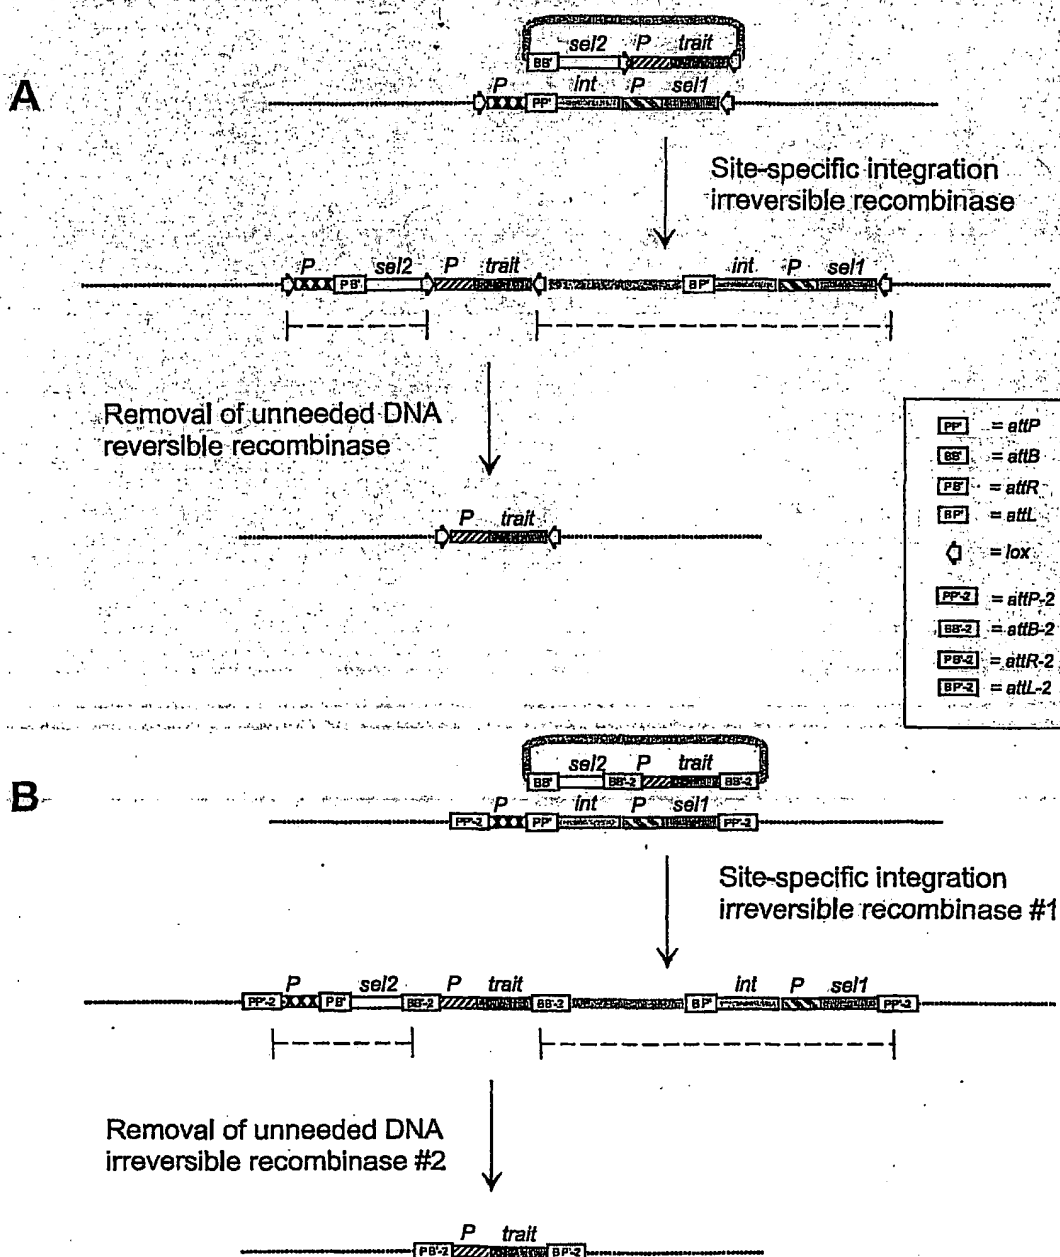 A
sel2 P trait
BB'
P int P sel1
PP'
Site-specific integration
irreversible recombinase
P sel2 P trait int P sel1
PB' BP'
Removal of unneeded DNA
reversible recombinase
P trait
PP' = attP
BB' = attB
PB' = attR
BP' = attL
= lox
PP'-2 = attP-2
BB'-2 = attB-2
PB'-2 = attR-2
BP'-2 = attL-2
B
sel2 P trait
BB' BB'-2 BB'-2
P int P sel1
PP'-2 PP' PP'-2
Site-specific integration
irreversible recombinase #1
P sel2 P trait int P sel1
PP'-2 PB' BB'-2 BB'-2 BP' PP'-2
Removal of unneeded DNA
irreversible recombinase #2
P trait
PB'-2 BP'-2